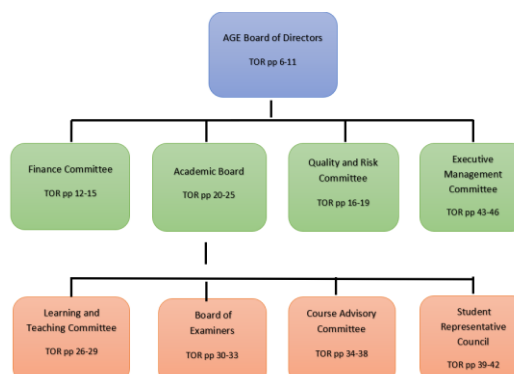 AGE Board of Directors
TOR pp 6-11
Finance Committee
TOR pp 12-15
Academic Board
TOR pp 20-25
Quality and Risk
Committee
TOR pp 16-19
Executive
Management
Committee
TOR pp 43-46
Learning and
Teaching Committee
TOR pp 26-29
Board of
Examiners
TOR pp 30-33
Course Advisory
Committee
TOR pp 34-38
Student
Representative
Council
TOR pp 39-42